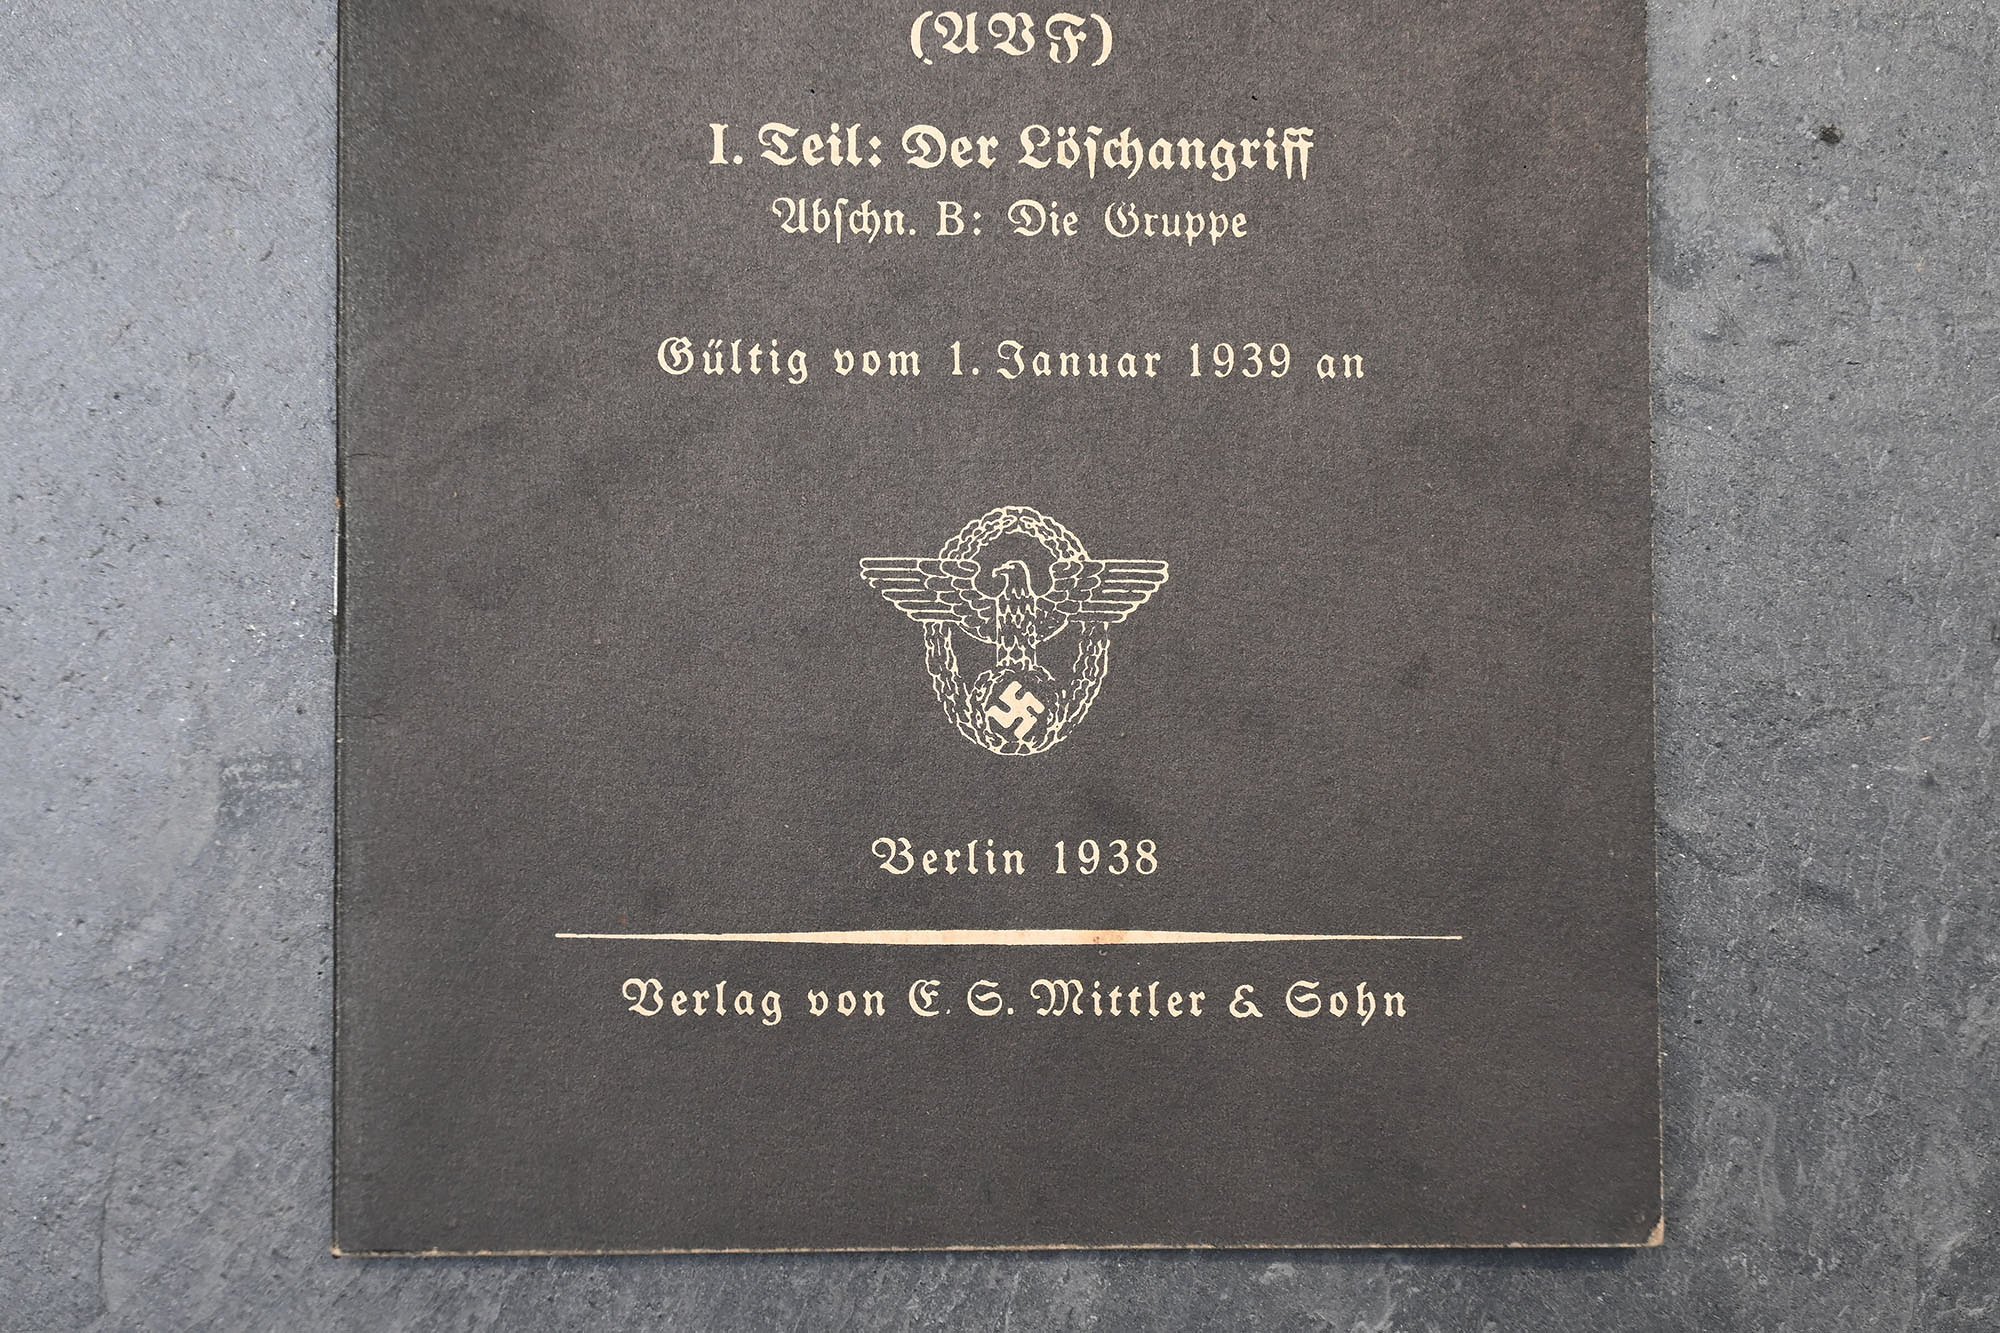 (AVF)
I. Teil: Der Löſchangriff
Abſchn. B: Die Gruppe
Gültig vom 1. Januar 1939 an
Berlin 1938
Verlag von E. S. Mittler & Sohn